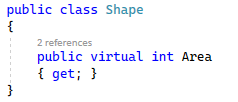 public class Shape
{
2 references
public virtual int Area
{ get; }
}